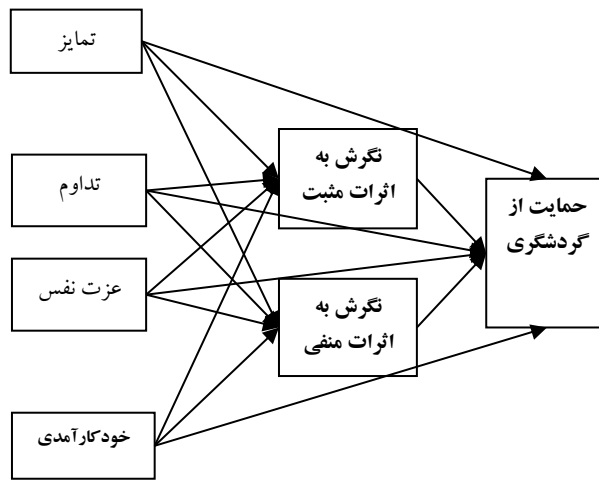 تمایز
تداوم
عزت نفس
خودکارآمدی
نگرش به
اثرات مثبت
نگرش به
اثرات منفی
حمایت از
گردشگری